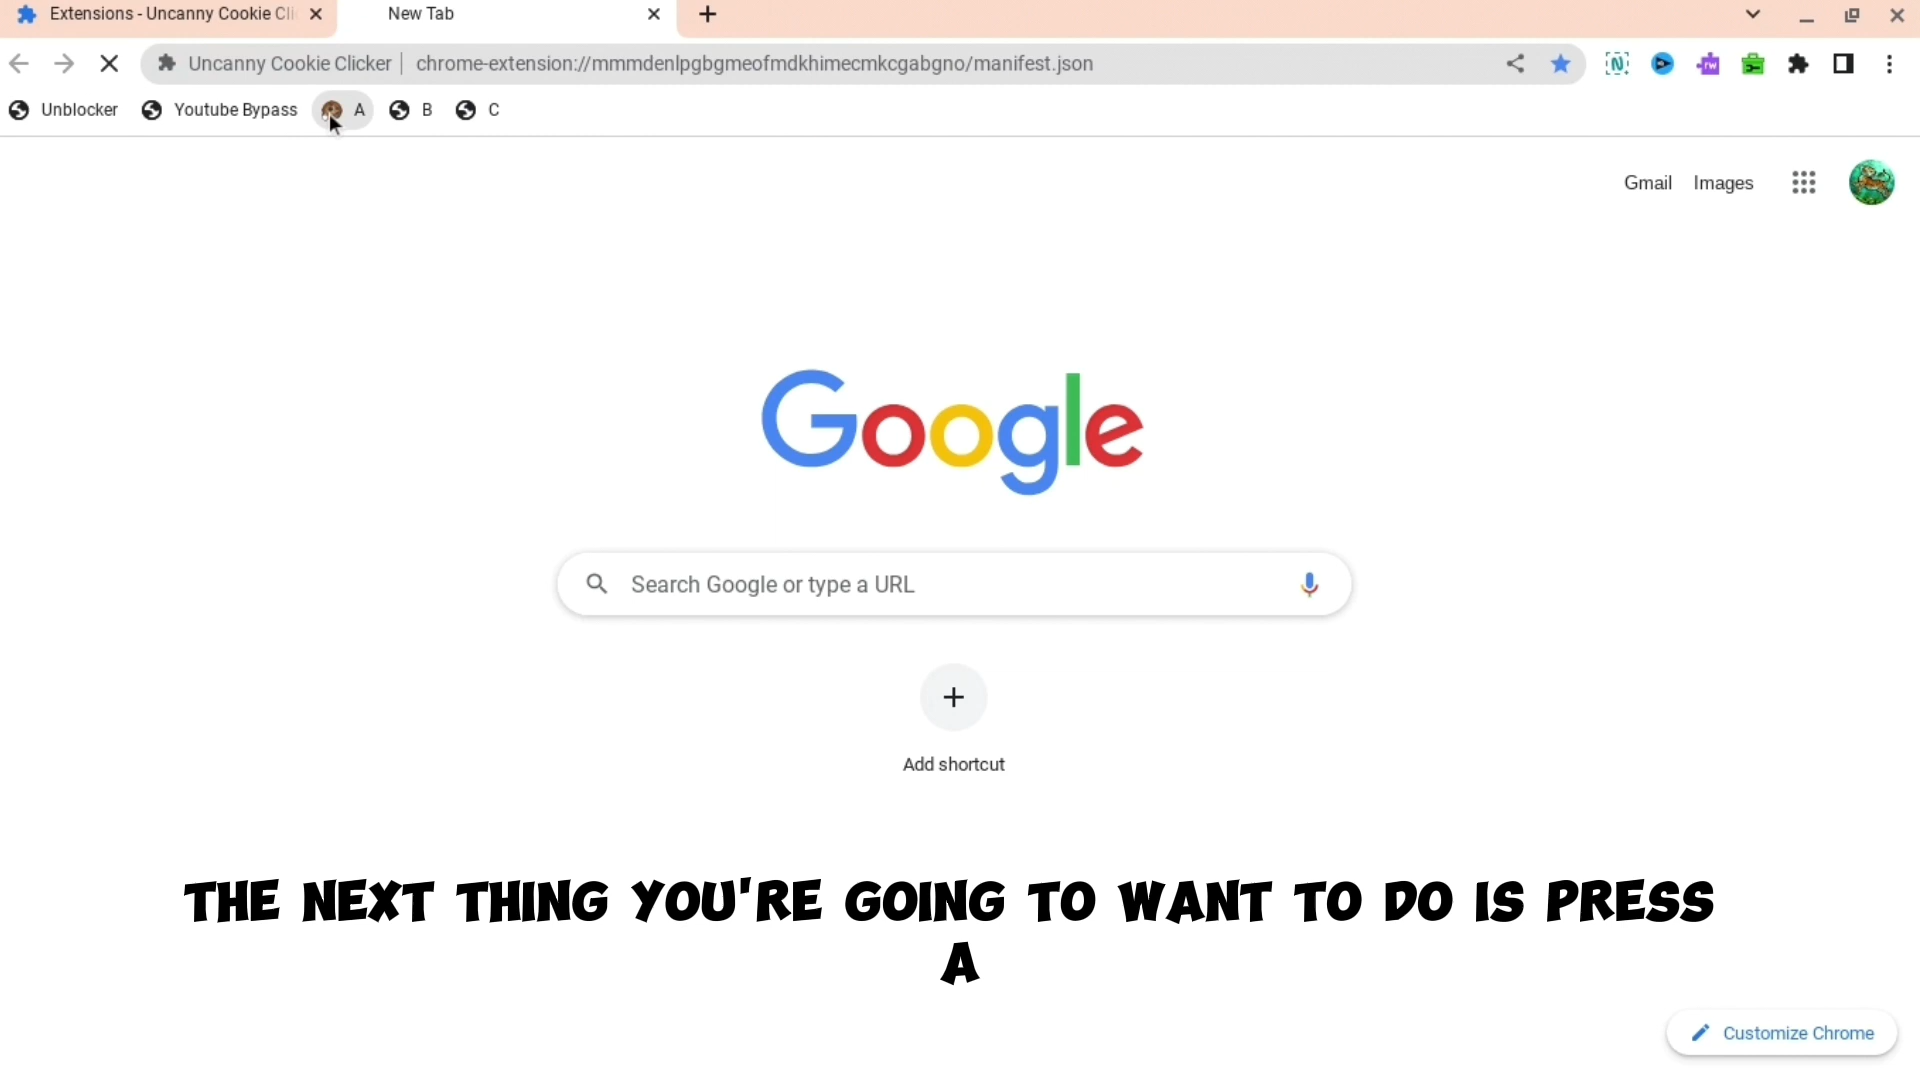 Extensions - Uncanny Cookie Cli
New Tab
Uncanny Cookie Clicker | chrome-extension://mmmdenlpgbgmeofmdkhimecmkcgabgno/manifest.json
Unblocker
Youtube Bypass
A
B
C
Gmail
Images
Google
Search Google or type a URL
Add shortcut
THE NEXT THING YOU'RE GOING TO WANT TO DO IS PRESS
A
Customize Chrome